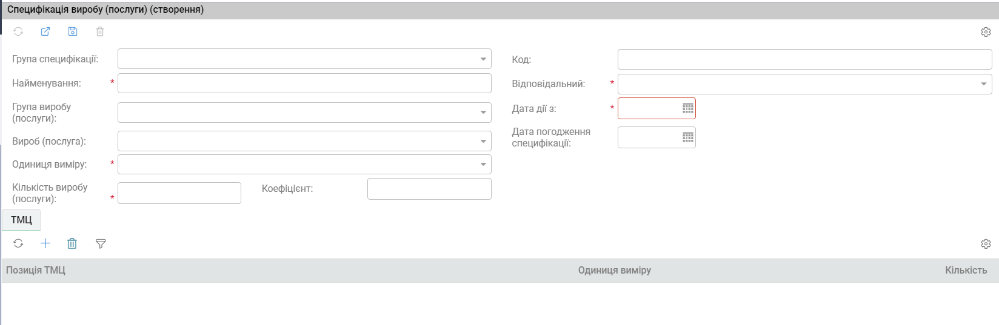 Специфікація виробу (послуги) (створення)
Група специфікації:
Код:
Найменування: *
Відповідальний: *
Група виробу
(послуги):
Дата дії з: *
Вироб (послуга):
Дата погодження
специфікації:
Одиниця виміру: *
Кількість виробу
(послуги): *
Коефіцієнт:
ТМЦ
Позиція ТМЦ Одиниця виміру Кількість